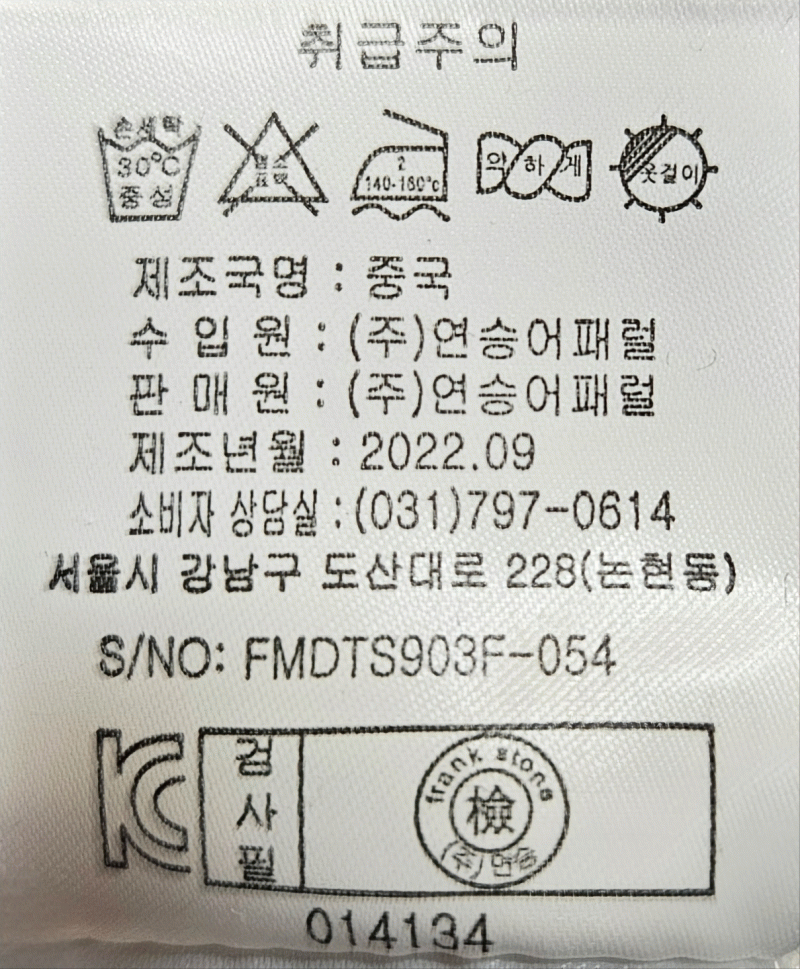 취급주의
손세탁
30℃
중성
염소
표백
2
140-160℃
약하게
옷걸이
제조국명 : 중국
수입원 : (주)연승어패럴
판매원 : (주)연승어패럴
제조년월 : 2022.09
소비자 상담실 : (031)797-0614
서울시 강남구 도산대로 228(논현동)
S/NO: FMDTS903F-054
KC
검사필
frank stone
檢
(주)연승
014134